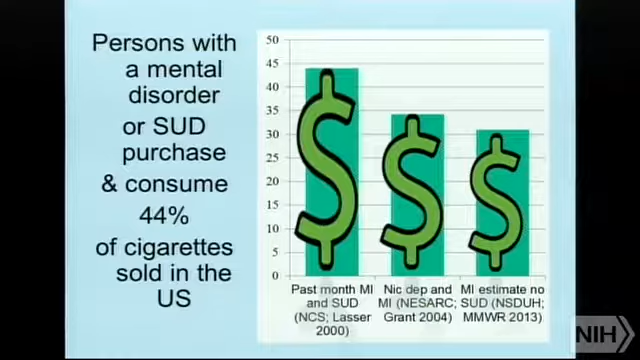 Persons with
a mental
disorder
or SUD
purchase
& consume
44%
of cigarettes
sold in the
US
50
45
40
35
30
25
20
15
10
5
0
Past month MI
and SUD
(NCS; Lasser
2000)
Nic dep and
MI (NESARC;
Grant 2004)
MI estimate no
SUD (NSDUH;
MMWR 2013)
NIH